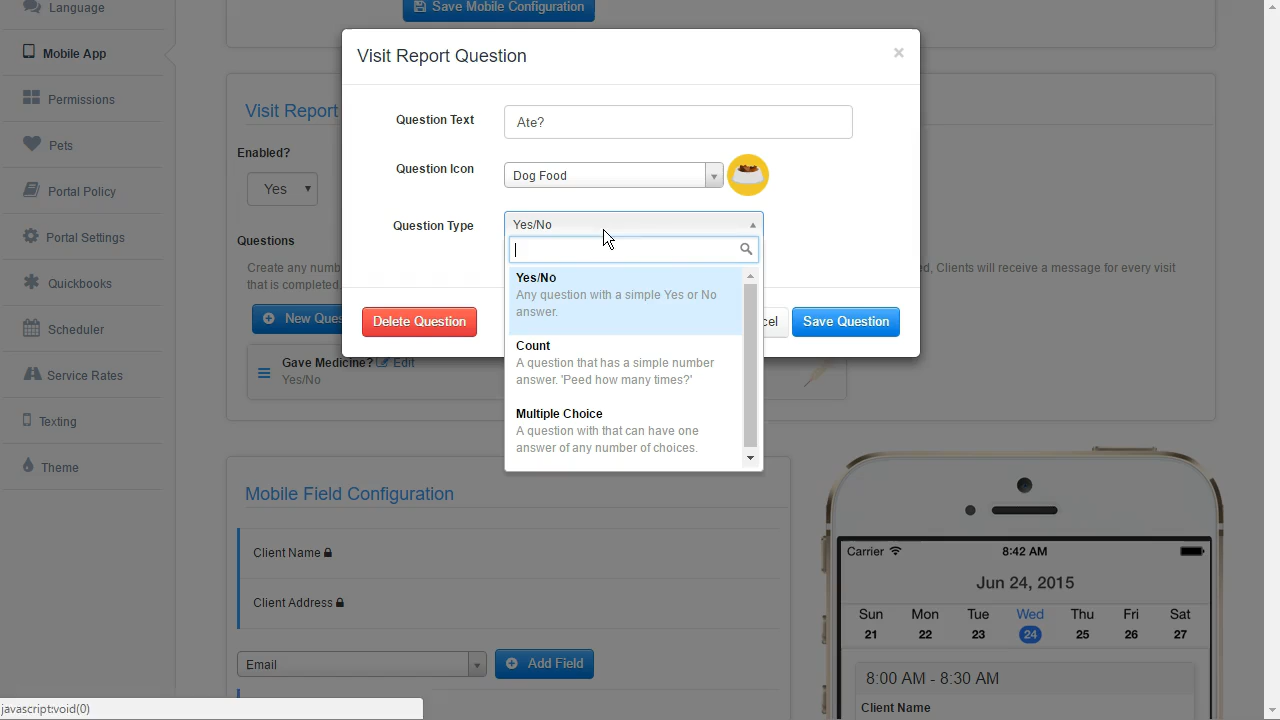 Language
Mobile App
Permissions
Pets
Portal Policy
Portal Settings
Quickbooks
Scheduler
Service Rates
Texting
Theme
Save Mobile Configuration
Visit Report
Enabled?
Yes
Questions
Create any numb
ed, Clients will receive a message for every visit
that is completed.
New Ques
Gave Medicine? Edit
Yes/No
Visit Report Question
×
Question Text
Ate?
Question Icon
Dog Food
Question Type
Yes/No
Yes/No
Any question with a simple Yes or No
answer.
Count
A question that has a simple number
answer. 'Peed how many times?'
Multiple Choice
A question with that can have one
answer of any number of choices.
Delete Question
cel
Save Question
Mobile Field Configuration
Client Name
Client Address
Email
Add Field
Carrier
8:42 AM
Jun 24, 2015
Sun Mon Tue Wed Thu Fri Sat
21 22 23 24 25 26 27
8:00 AM - 8:30 AM
Client Name
javascript:void(0)